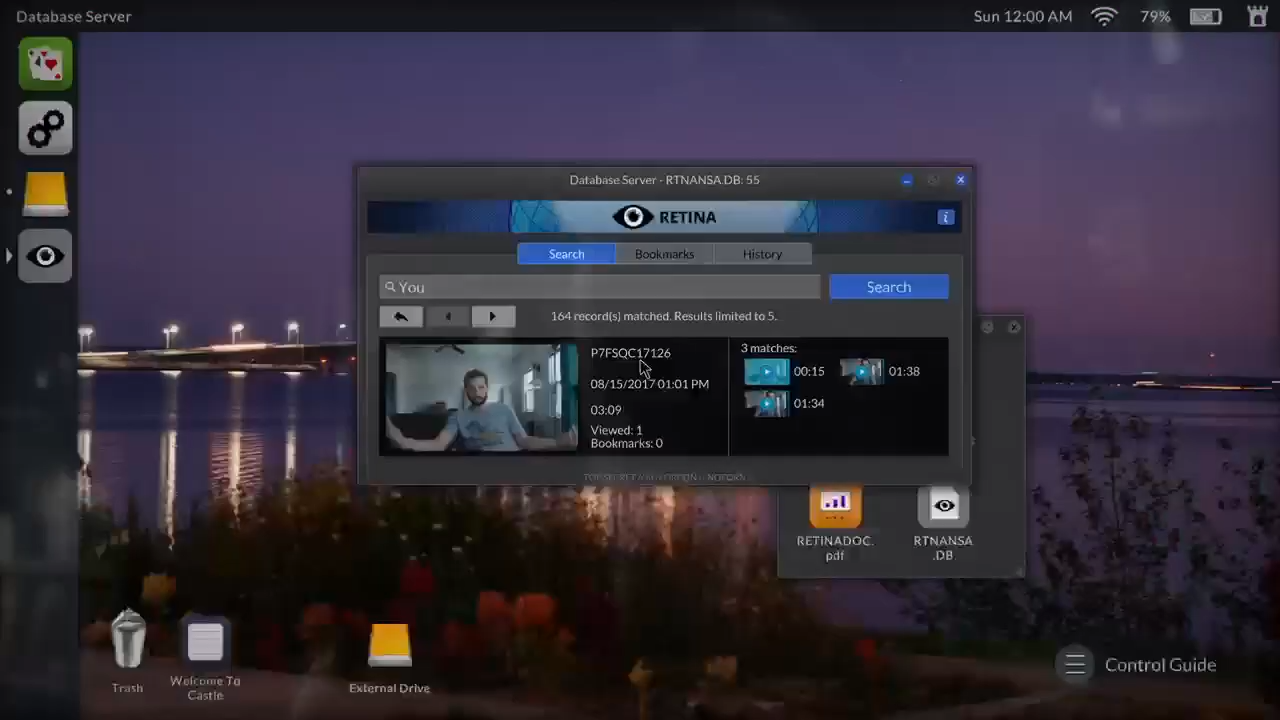 Database Server
Sun 12:00 AM
79%
Database Server - RTNANSA.DB: 55
RETINA
i
Search
Bookmarks
History
You
Search
164 record(s) matched. Results limited to 5.
P7FSQC17126
08/15/2017 01:01 PM
03:09
Viewed: 1
Bookmarks: 0
3 matches:
00:15
01:38
01:34
RETINADOC.
pdf
RTNANSA
.DB
Trash
Welcome To
Castle
External Drive
Control Guide